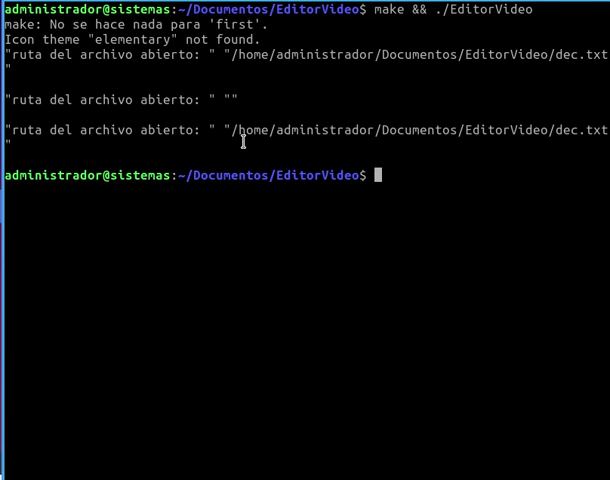 administrador@sistemas:~/Documentos/EditorVideo$ make && ./EditorVideo
make: No se hace nada para 'first'.
Icon theme "elementary" not found.
"ruta del archivo abierto: " "/home/administrador/Documentos/EditorVideo/dec.txt
"
"ruta del archivo abierto: " ""
"ruta del archivo abierto: " "/home/administrador/Documentos/EditorVideo/dec.txt
"
administrador@sistemas:~/Documentos/EditorVideo$